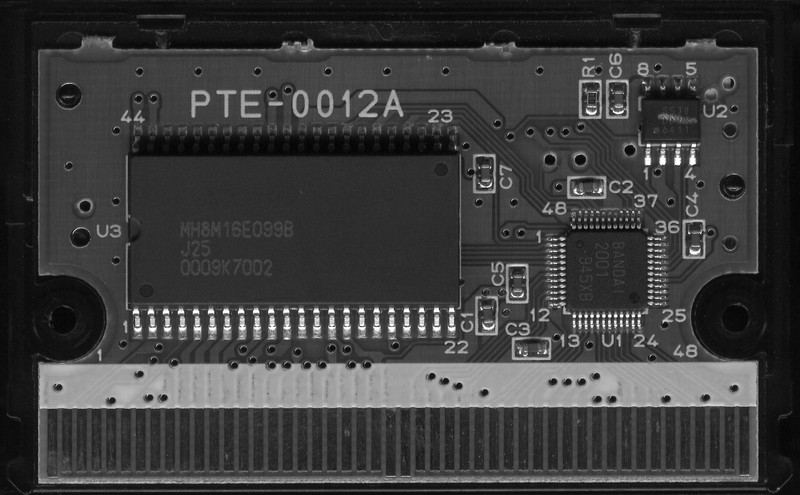 PTE-0012A
R1
C6
8
5
U2
1
4
44
23
C7
C2
48
37
36
C4
U3
MH8M16E099B
J25
0009K7002
1
BANDAI
2001
945XB
C5
12
C1
C3
13
U1
24
25
48
1
22
1